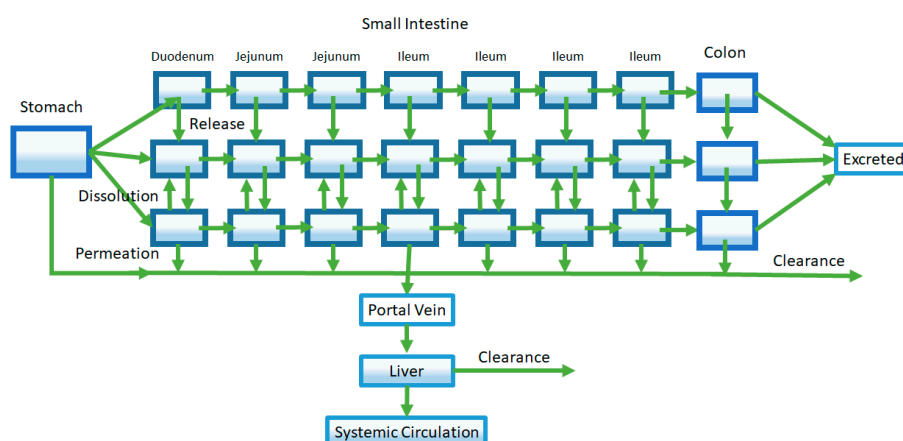 Small Intestine
Duodenum Jejunum Jejunum Ileum Ileum Ileum Ileum
Colon
Stomach
Release
Excreted
Dissolution
Permeation
Clearance
Portal Vein
Clearance
Liver
Systemic Circulation